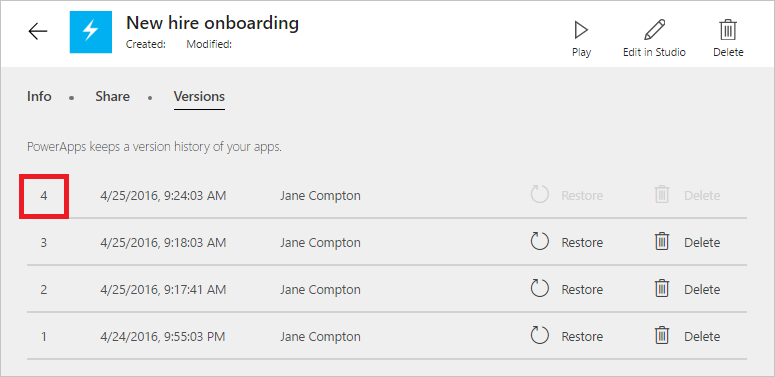 New hire onboarding
Created: Modified:
Play Edit in Studio Delete
Info • Share • Versions
PowerApps keeps a version history of your apps.
4 4/25/2016, 9:24:03 AM Jane Compton Restore Delete
3 4/25/2016, 9:18:03 AM Jane Compton Restore Delete
2 4/25/2016, 9:17:41 AM Jane Compton Restore Delete
1 4/24/2016, 9:55:03 PM Jane Compton Restore Delete